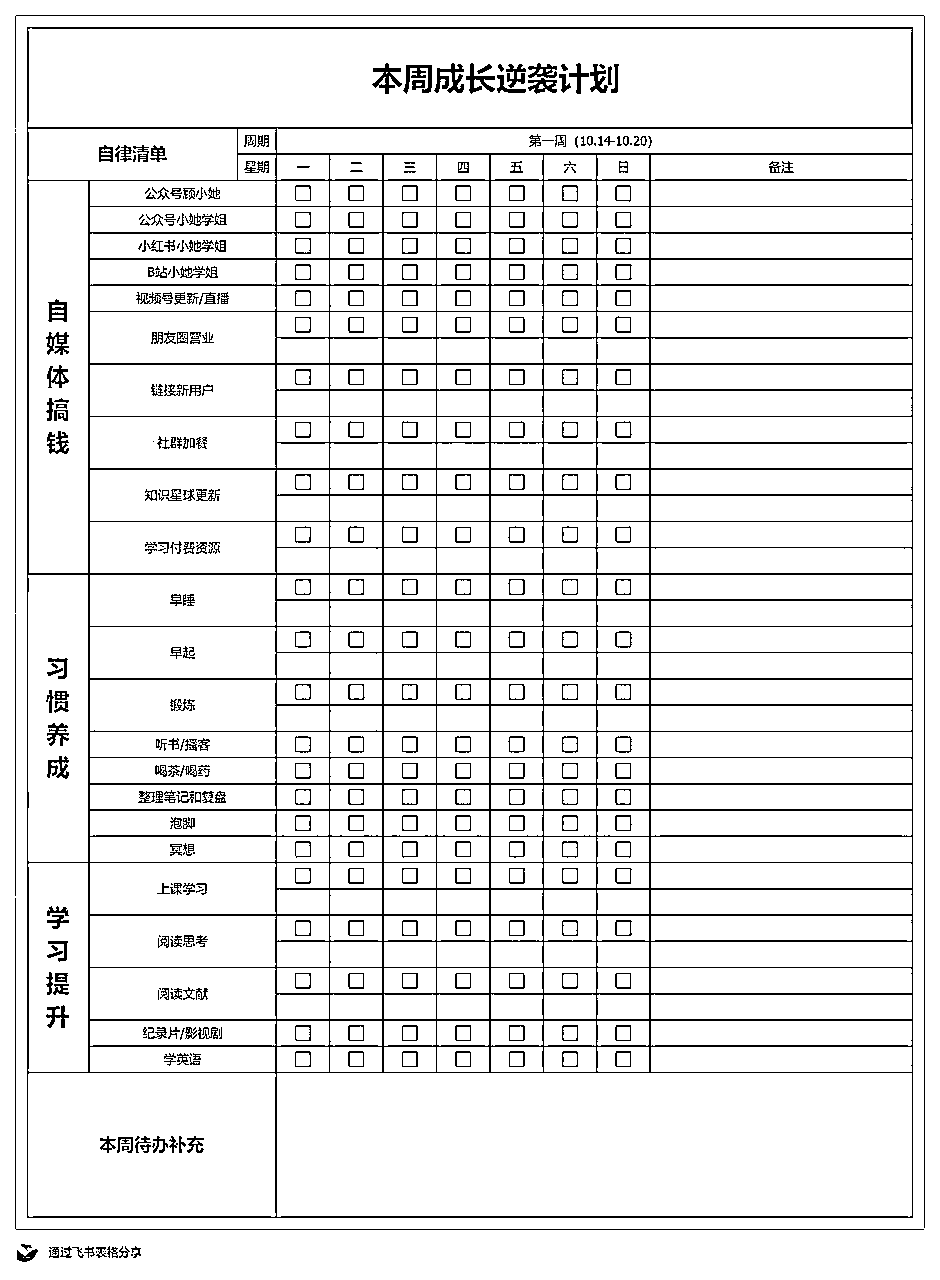 本周成长逆袭计划
自律清单
周期
第一周 (10.14-10.20)
星期 一 二 三 四 五 六 日 备注
自媒体搞钱
公众号顾小她
公众号小她学姐
小红书小她学姐
B站小她学姐
视频号更新/直播
朋友圈营业
链接新用户
社群加餐
知识星球更新
学习付费资源
习惯养成
早睡
早起
锻炼
听书/播客
喝茶/喝药
整理笔记和复盘
泡脚
冥想
学习提升
上课学习
阅读思考
阅读文献
纪录片/影视剧
学英语
本周待办补充
通过飞书表格分享